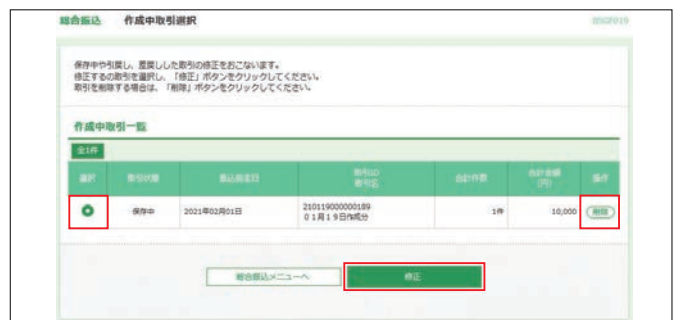 総合振込 作成中取引選択 BSGF019
保存中や引戻し、差戻しした取引の修正をおこないます。
修正するの取引を選択し、「修正」ボタンをクリックしてください。
取引を削除する場合は、「削除」ボタンをクリックしてください。
作成中取引一覧
全1件
選択 取引状態 振込指定日 取引ID 合計件数 合計金額 操作
取引名 (円)
保存中 2021年02月01日 210119000000189 1件 10,000 削除
01月19日作成分
総合振込メニューへ 修正